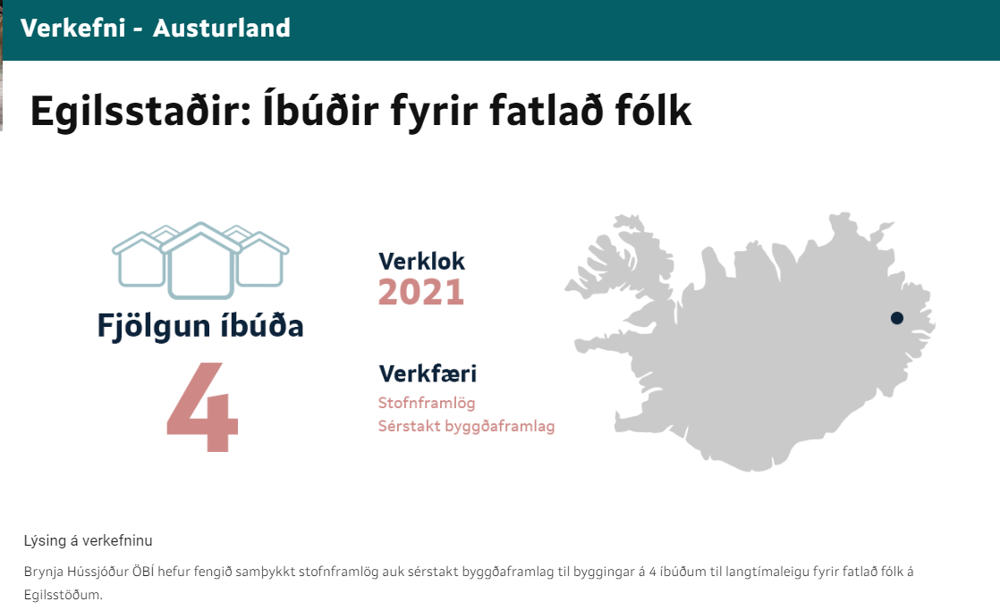 Verkefni - Austurland
Egilsstaðir: Íbúðir fyrir fatlað fólk
Fjölgun íbúða
4
Verklok
2021
Verkfæri
Stofnframlög
Sérstakt byggðaframlag
Lýsing á verkefninu
Brynja Hússjóður ÖBÍ hefur fengið samþykkt stofnframlög auk sérstakt byggðaframlag til byggingar á 4 íbúðum til langtímaleigu fyrir fatlað fólk á
Egilsstöðum.